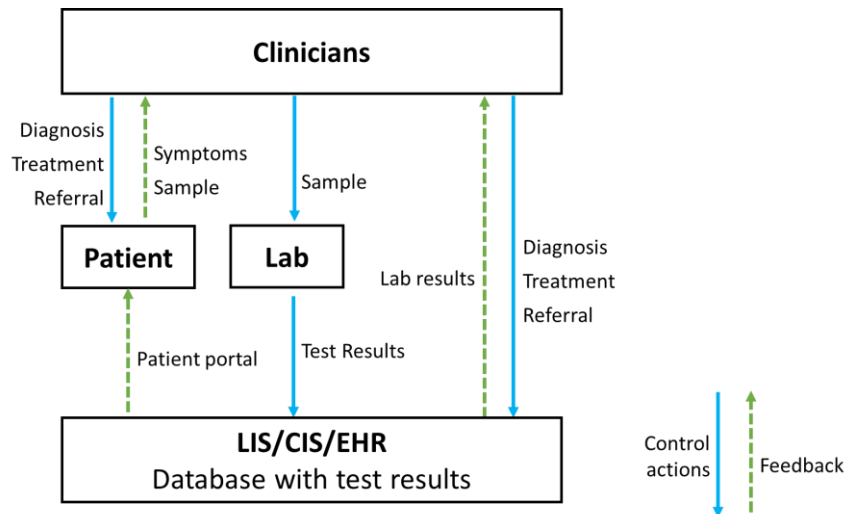 Clinicians
Diagnosis
Treatment
Referral
Symptoms
Sample
Sample
Patient
Lab
Lab results
Diagnosis
Treatment
Referral
Patient portal
Test Results
LIS/CIS/EHR
Database with test results
Control
actions
Feedback